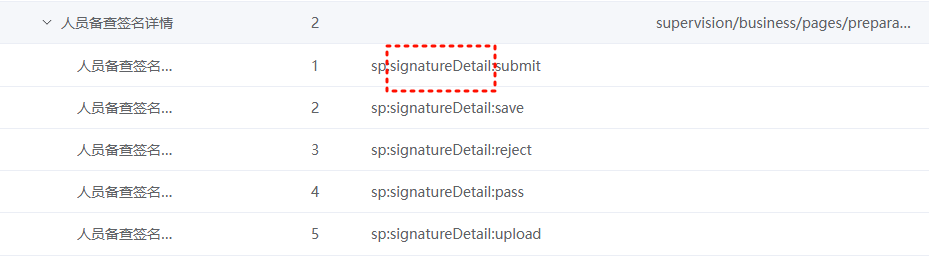 人员备查签名详情 2 supervision/business/pages/prepara...
人员备查签名... 1 sp:signatureDetail:submit
人员备查签名... 2 sp:signatureDetail:save
人员备查签名... 3 sp:signatureDetail:reject
人员备查签名... 4 sp:signatureDetail:pass
人员备查签名... 5 sp:signatureDetail:upload